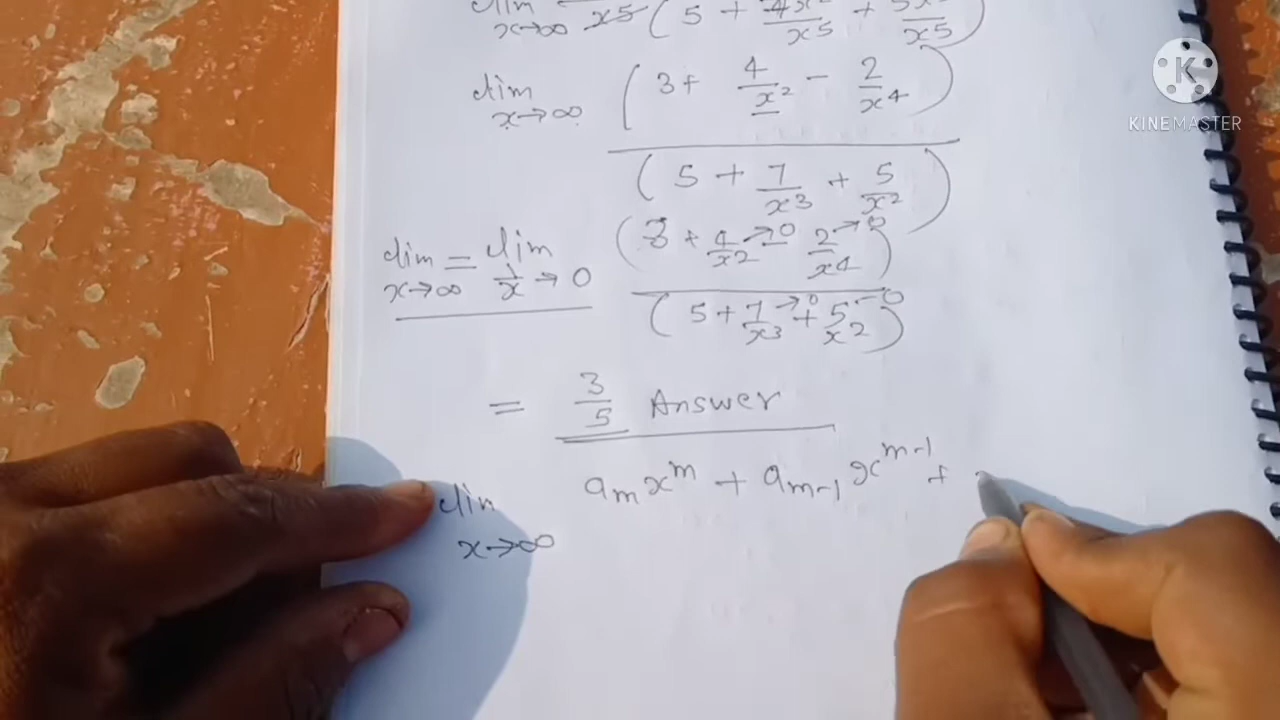 lim x→∞ x5 ( 5 + 4x / x5 + 5x / x5 )
lim x→∞ ( 3 + 4/x² - 2/x⁴ )
( 5 + 7/x³ + 5/x² )
lim x→∞ = lim 1/x → 0 ( 3 + 4/x² →0 - 2/x⁴ →0 )
( 5 + 7/x³ →0 + 5/x² →0 )
= 3/5 Answer
lim x→∞ aₘxᵐ + aₘ₋₁xᵐ⁻¹ +
K
KINEMASTER